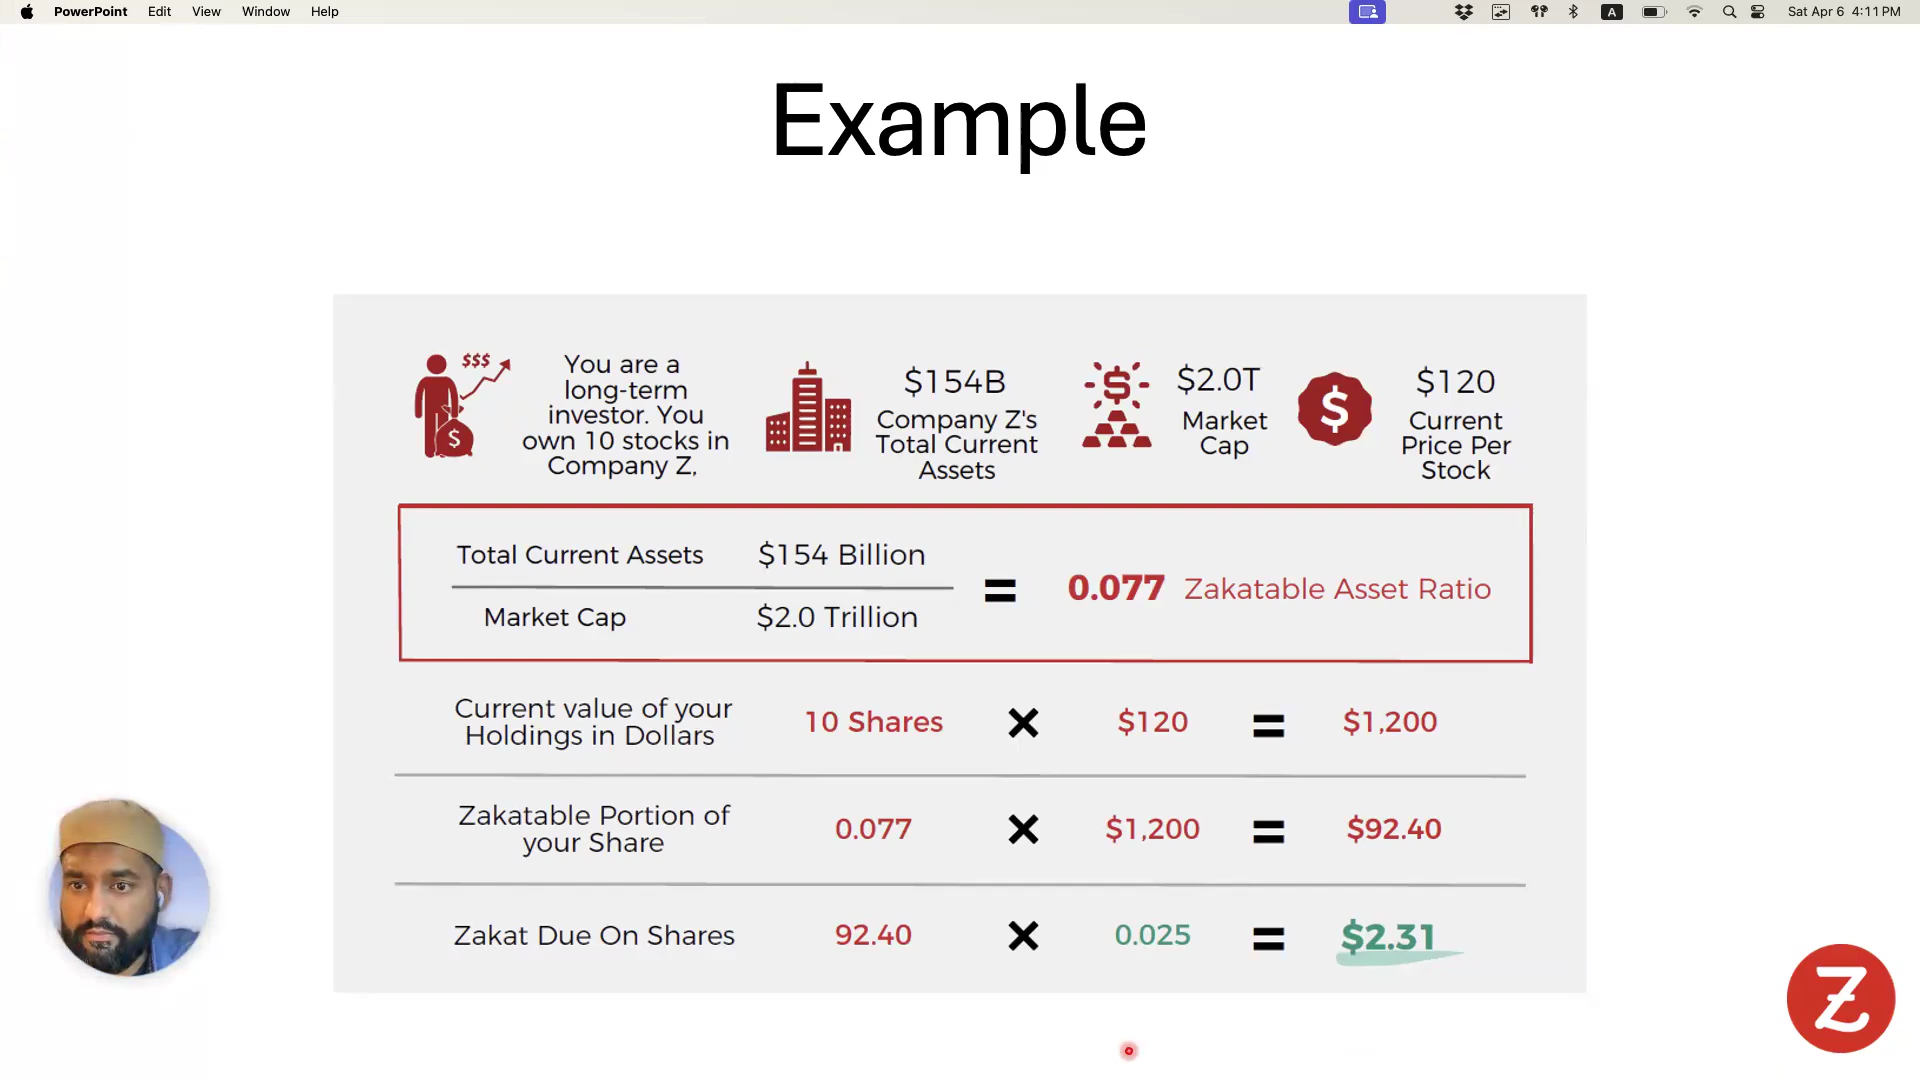 PowerPoint Edit View Window Help
A
Sat Apr 6 4:11 PM
Example
$$$
$
You are a
long-term
investor. You
own 10 stocks in
Company Z,
$154B
Company Z's
Total Current
Assets
$
$2.0T
Market
Cap
$
$120
Current
Price Per
Stock
Total Current Assets $154 Billion
Market Cap $2.0 Trillion
= 0.077 Zakatable Asset Ratio
Current value of your
Holdings in Dollars
10 Shares × $120 = $1,200
Zakatable Portion of
your Share
0.077 × $1,200 = $92.40
Zakat Due On Shares 92.40 × 0.025 = $2.31
Z